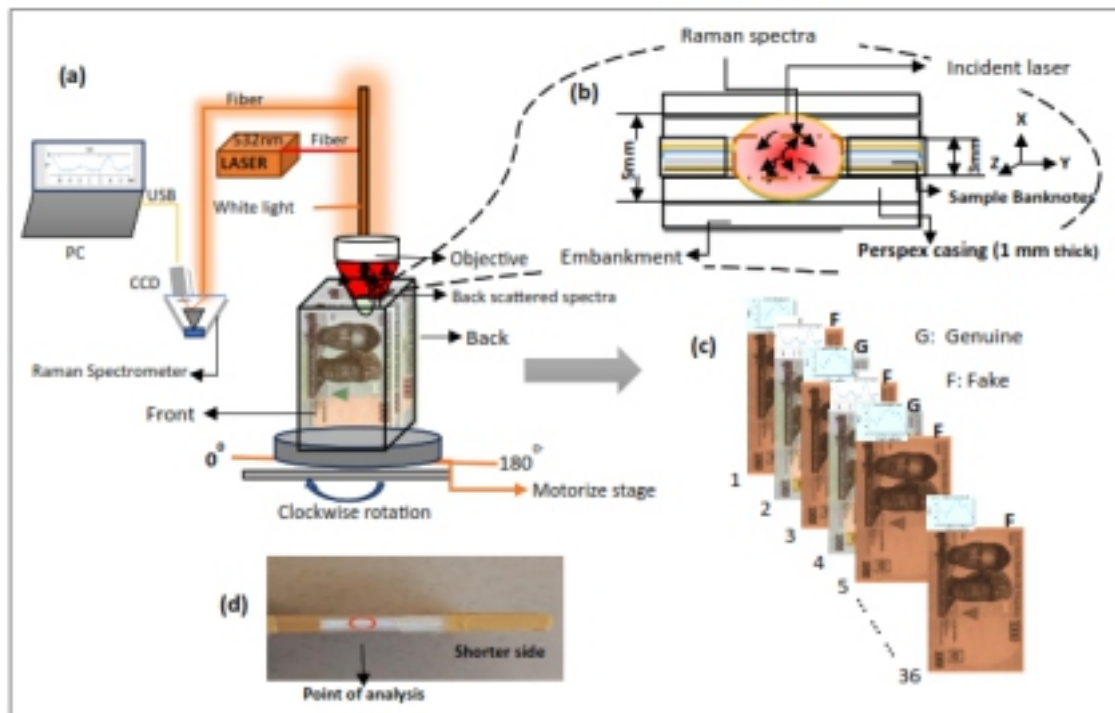 (a)
Fiber
532nm
LASER
Fiber
USB
White light
PC
CCD
Objective
Back scattered spectra
Back
Raman Spectrometer
Front
0°
180°
Motorize stage
Clockwise rotation
Raman spectra
Incident laser
(b)
5mm
3mm
X
Z
Y
Sample Banknotes
Perspex casing (1 mm thick)
Embankment
(c)
G: Genuine
F: Fake
F
G
F
G
F
F
1
2
3
4
5
36
(d)
Shorter side
Point of analysis